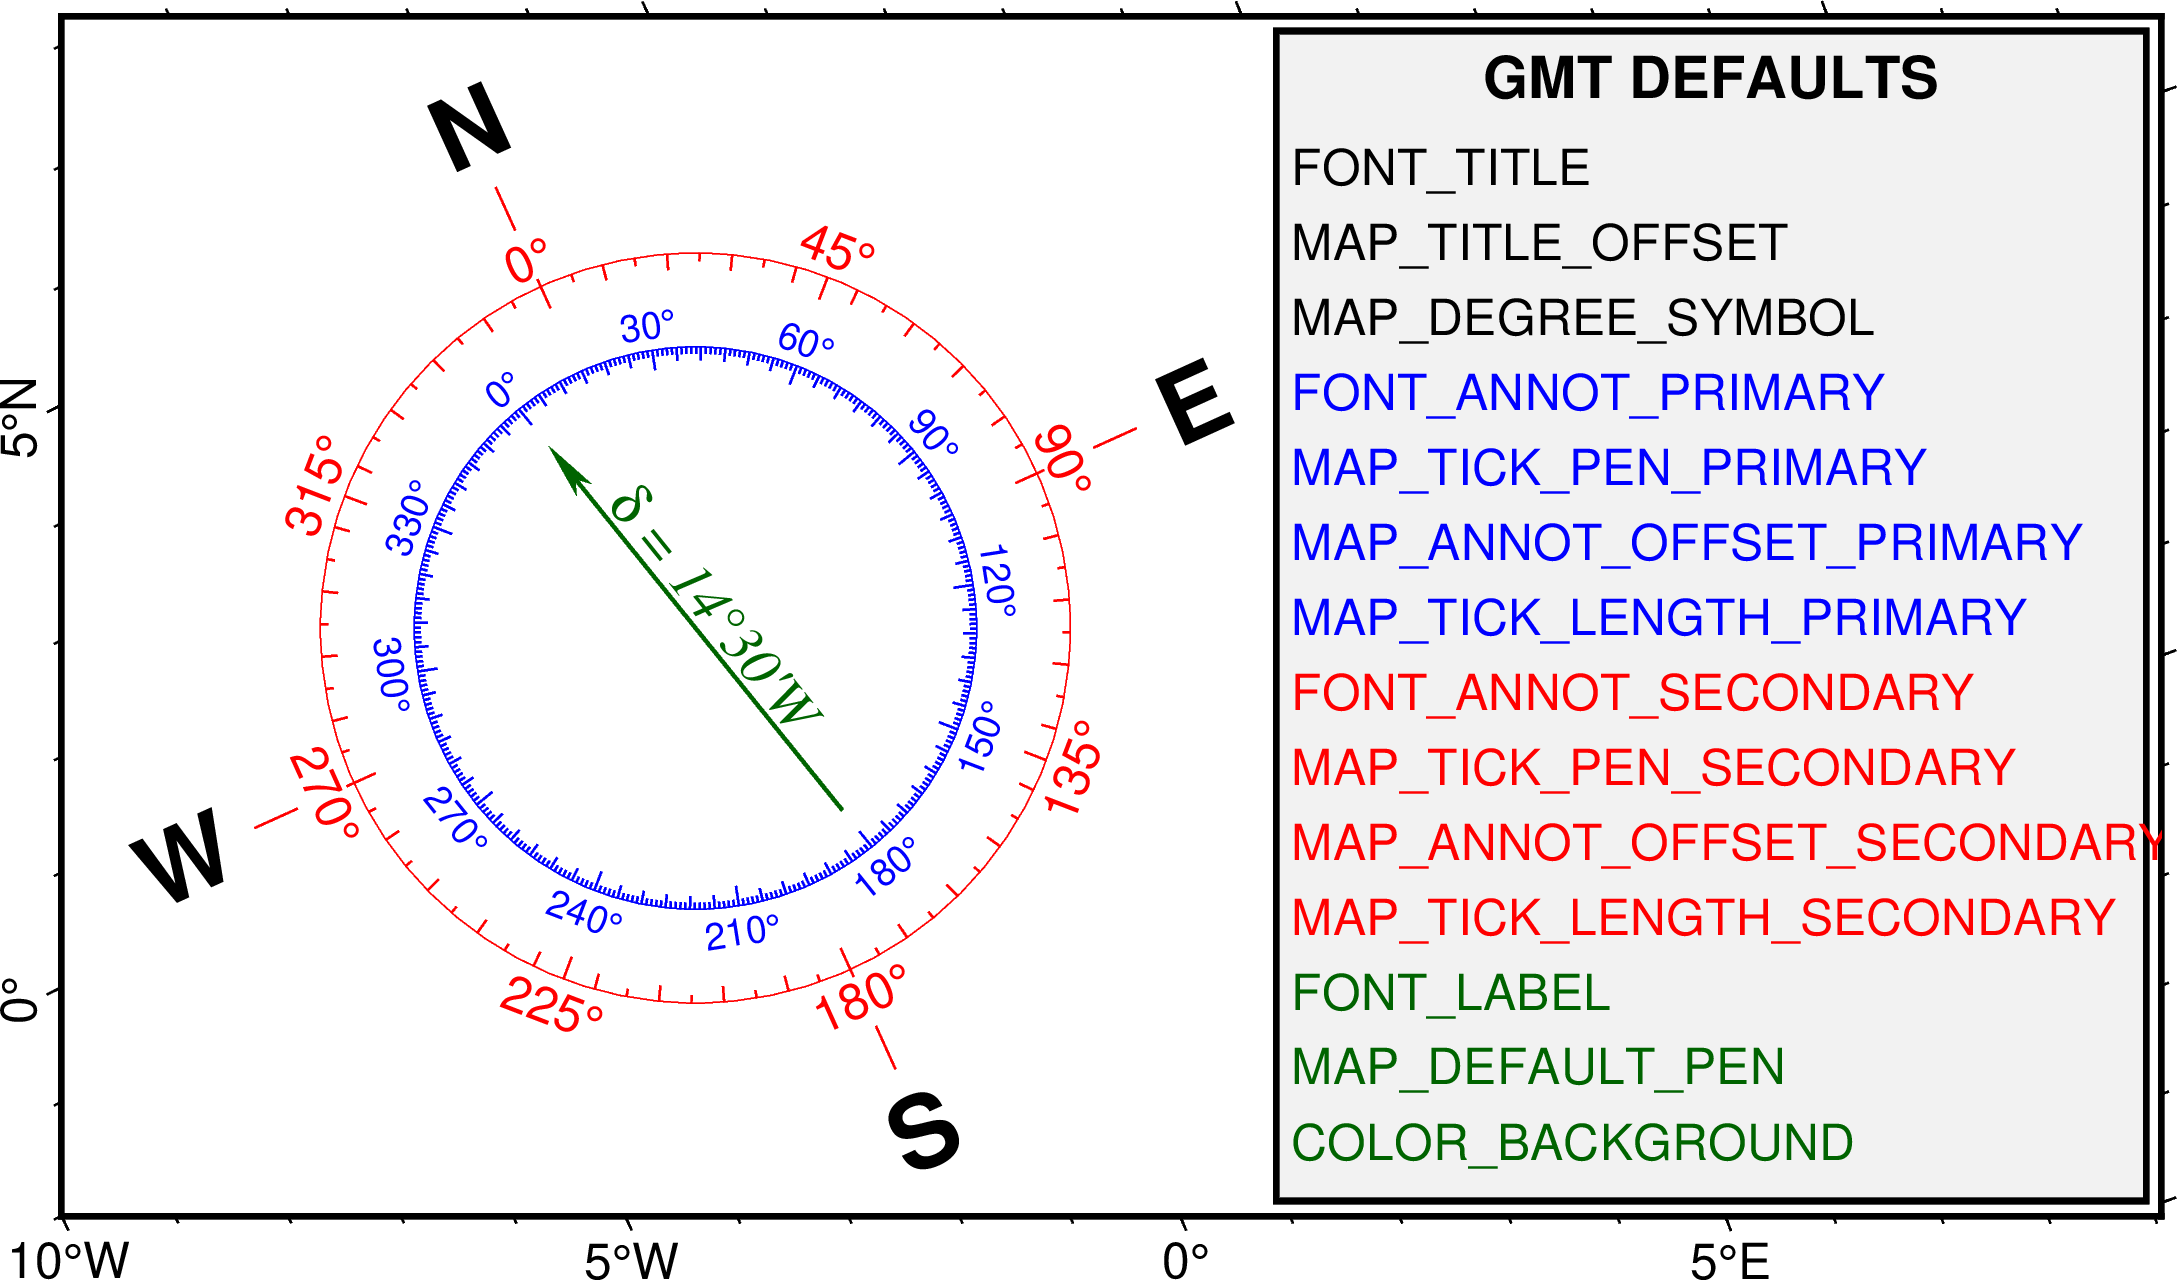 N
E
S
W
0°
45°
90°
135°
180°
225°
270°
315°
0°
30°
60°
90°
120°
150°
180°
210°
240°
270°
300°
330°
δ = 14°30'W
5°N
0°
10°W
5°W
0°
5°E
GMT DEFAULTS
FONT_TITLE
MAP_TITLE_OFFSET
MAP_DEGREE_SYMBOL
FONT_ANNOT_PRIMARY
MAP_TICK_PEN_PRIMARY
MAP_ANNOT_OFFSET_PRIMARY
MAP_TICK_LENGTH_PRIMARY
FONT_ANNOT_SECONDARY
MAP_TICK_PEN_SECONDARY
MAP_ANNOT_OFFSET_SECONDARY
MAP_TICK_LENGTH_SECONDARY
FONT_LABEL
MAP_DEFAULT_PEN
COLOR_BACKGROUND